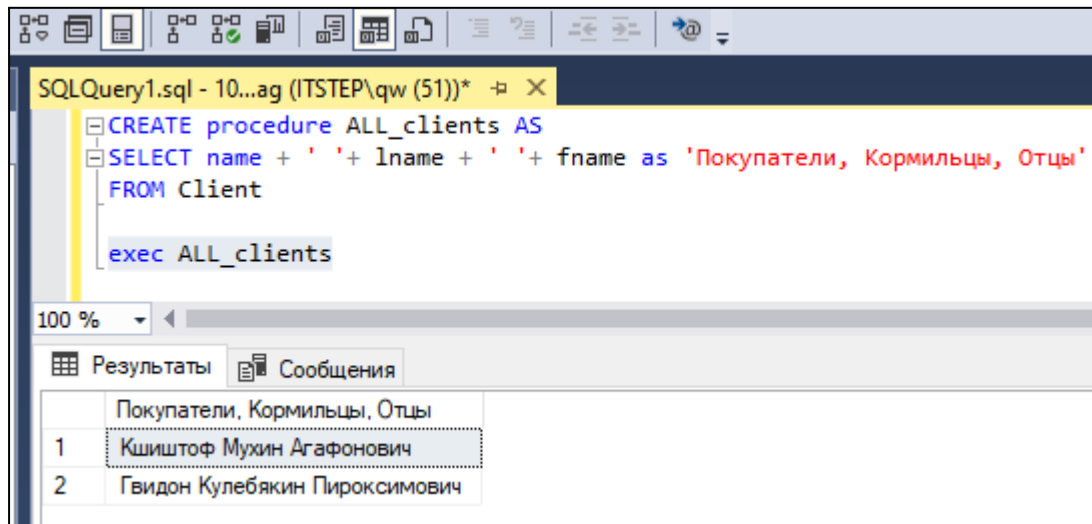 SQLQuery1.sql - 10...ag (ITSTEP\qw (51))*
CREATE procedure ALL_clients AS
SELECT name + ' '+ lname + ' '+ fname as 'Покупатели, Кормильцы, Отцы'
FROM Client
exec ALL_clients
100 %
Результаты Сообщения
Покупатели, Кормильцы, Отцы
1 Кшиштоф Мухин Агафонович
2 Гвидон Кулебякин Пироксимович